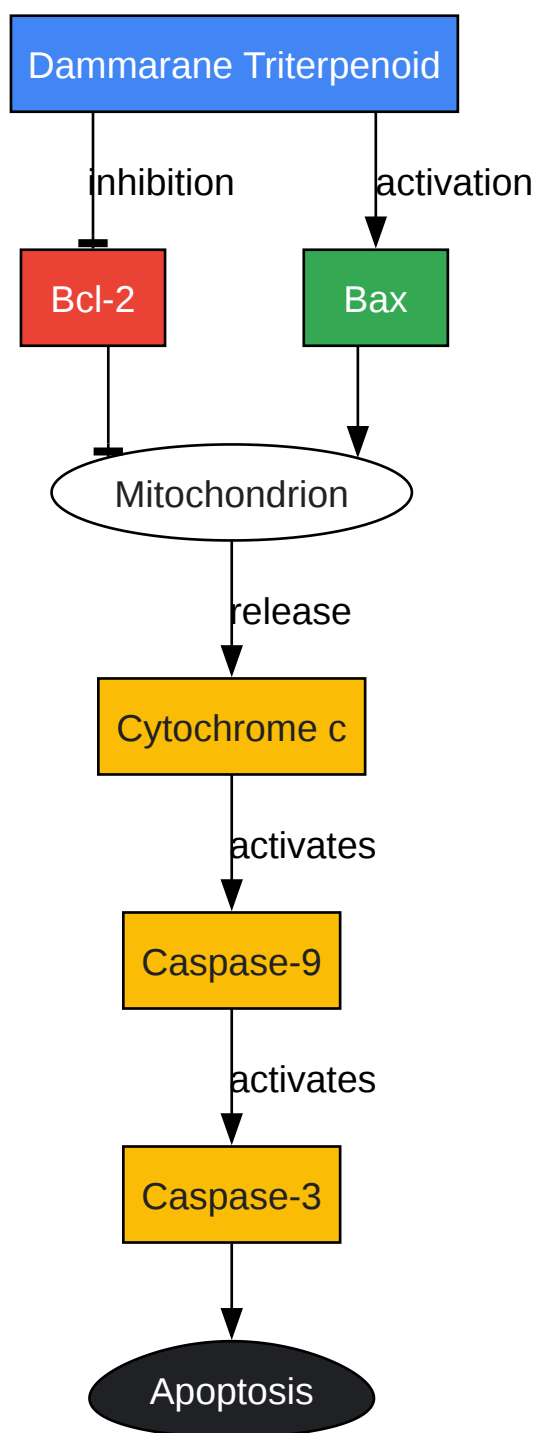 Dammarane Triterpenoid
inhibition
activation
Bcl-2
Bax
Mitochondrion
release
Cytochrome c
activates
Caspase-9
activates
Caspase-3
Apoptosis